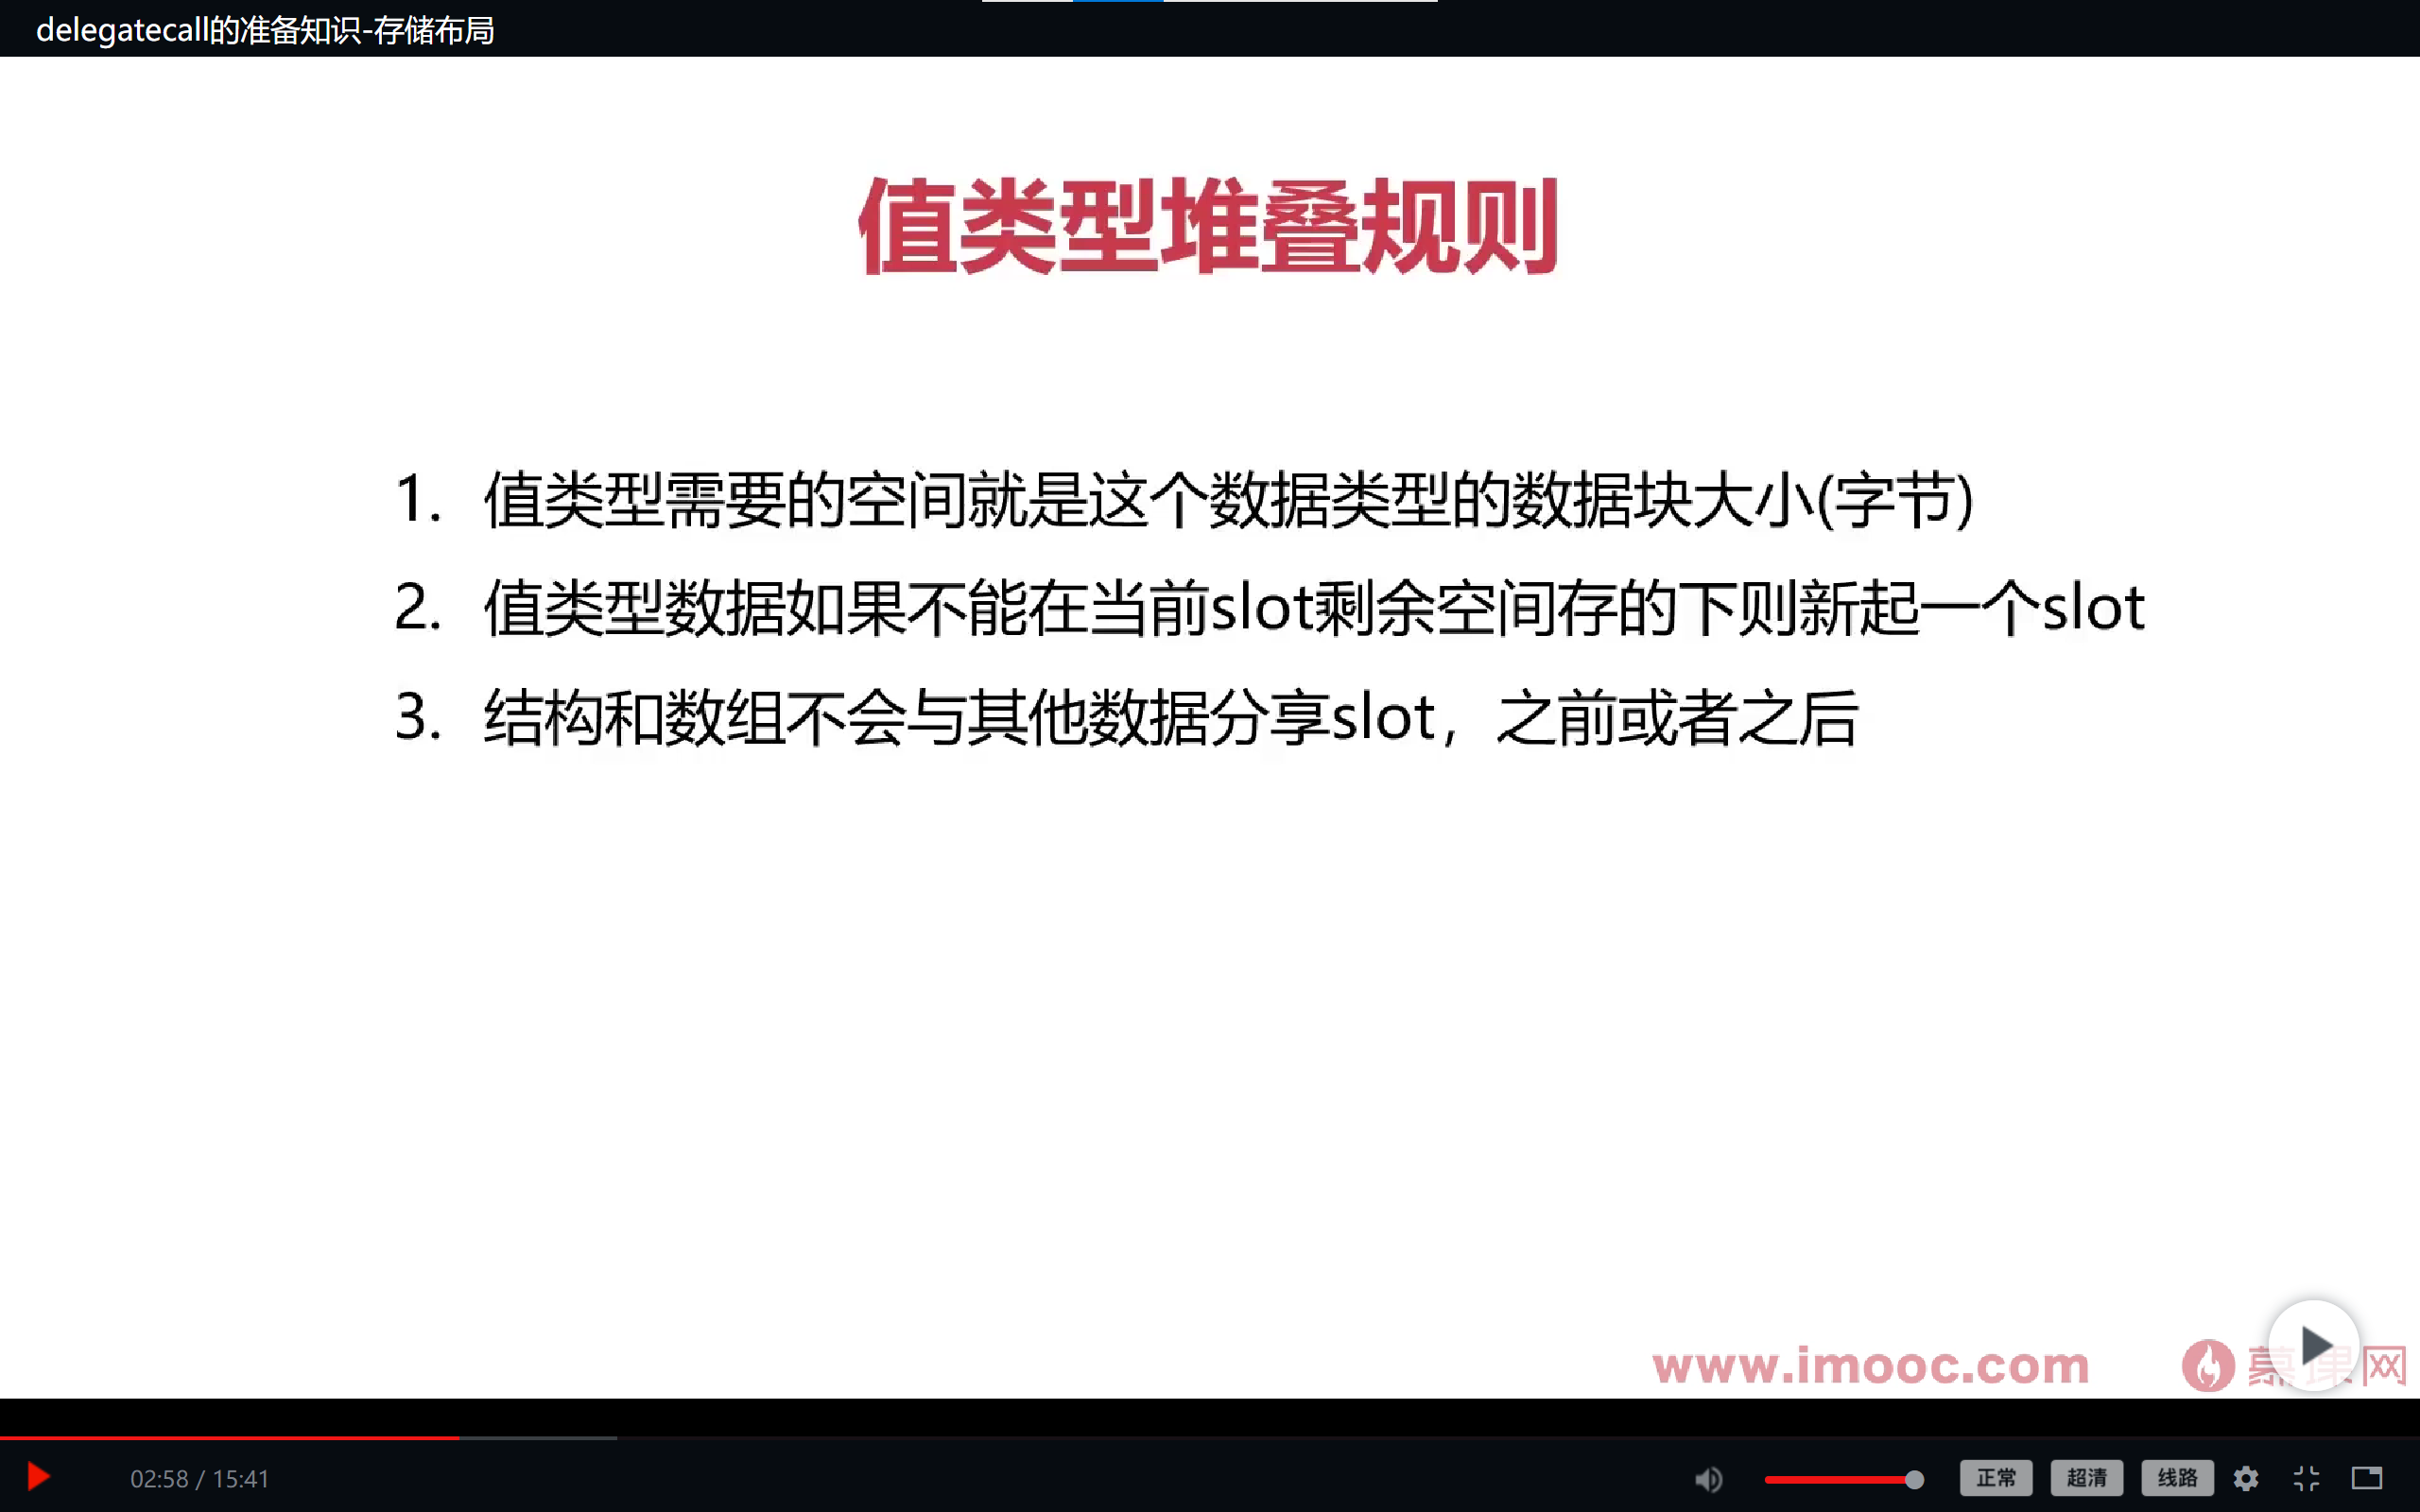 delegatecall的准备知识-存储布局
值类型堆叠规则
1. 值类型需要的空间就是这个数据类型的数据块大小(字节)
2. 值类型数据如果不能在当前slot剩余空间存的下则新起一个slot
3. 结构和数组不会与其他数据分享slot，之前或者之后
www.imooc.com 慕课网
02:58 / 15:41 正常 超清 线路